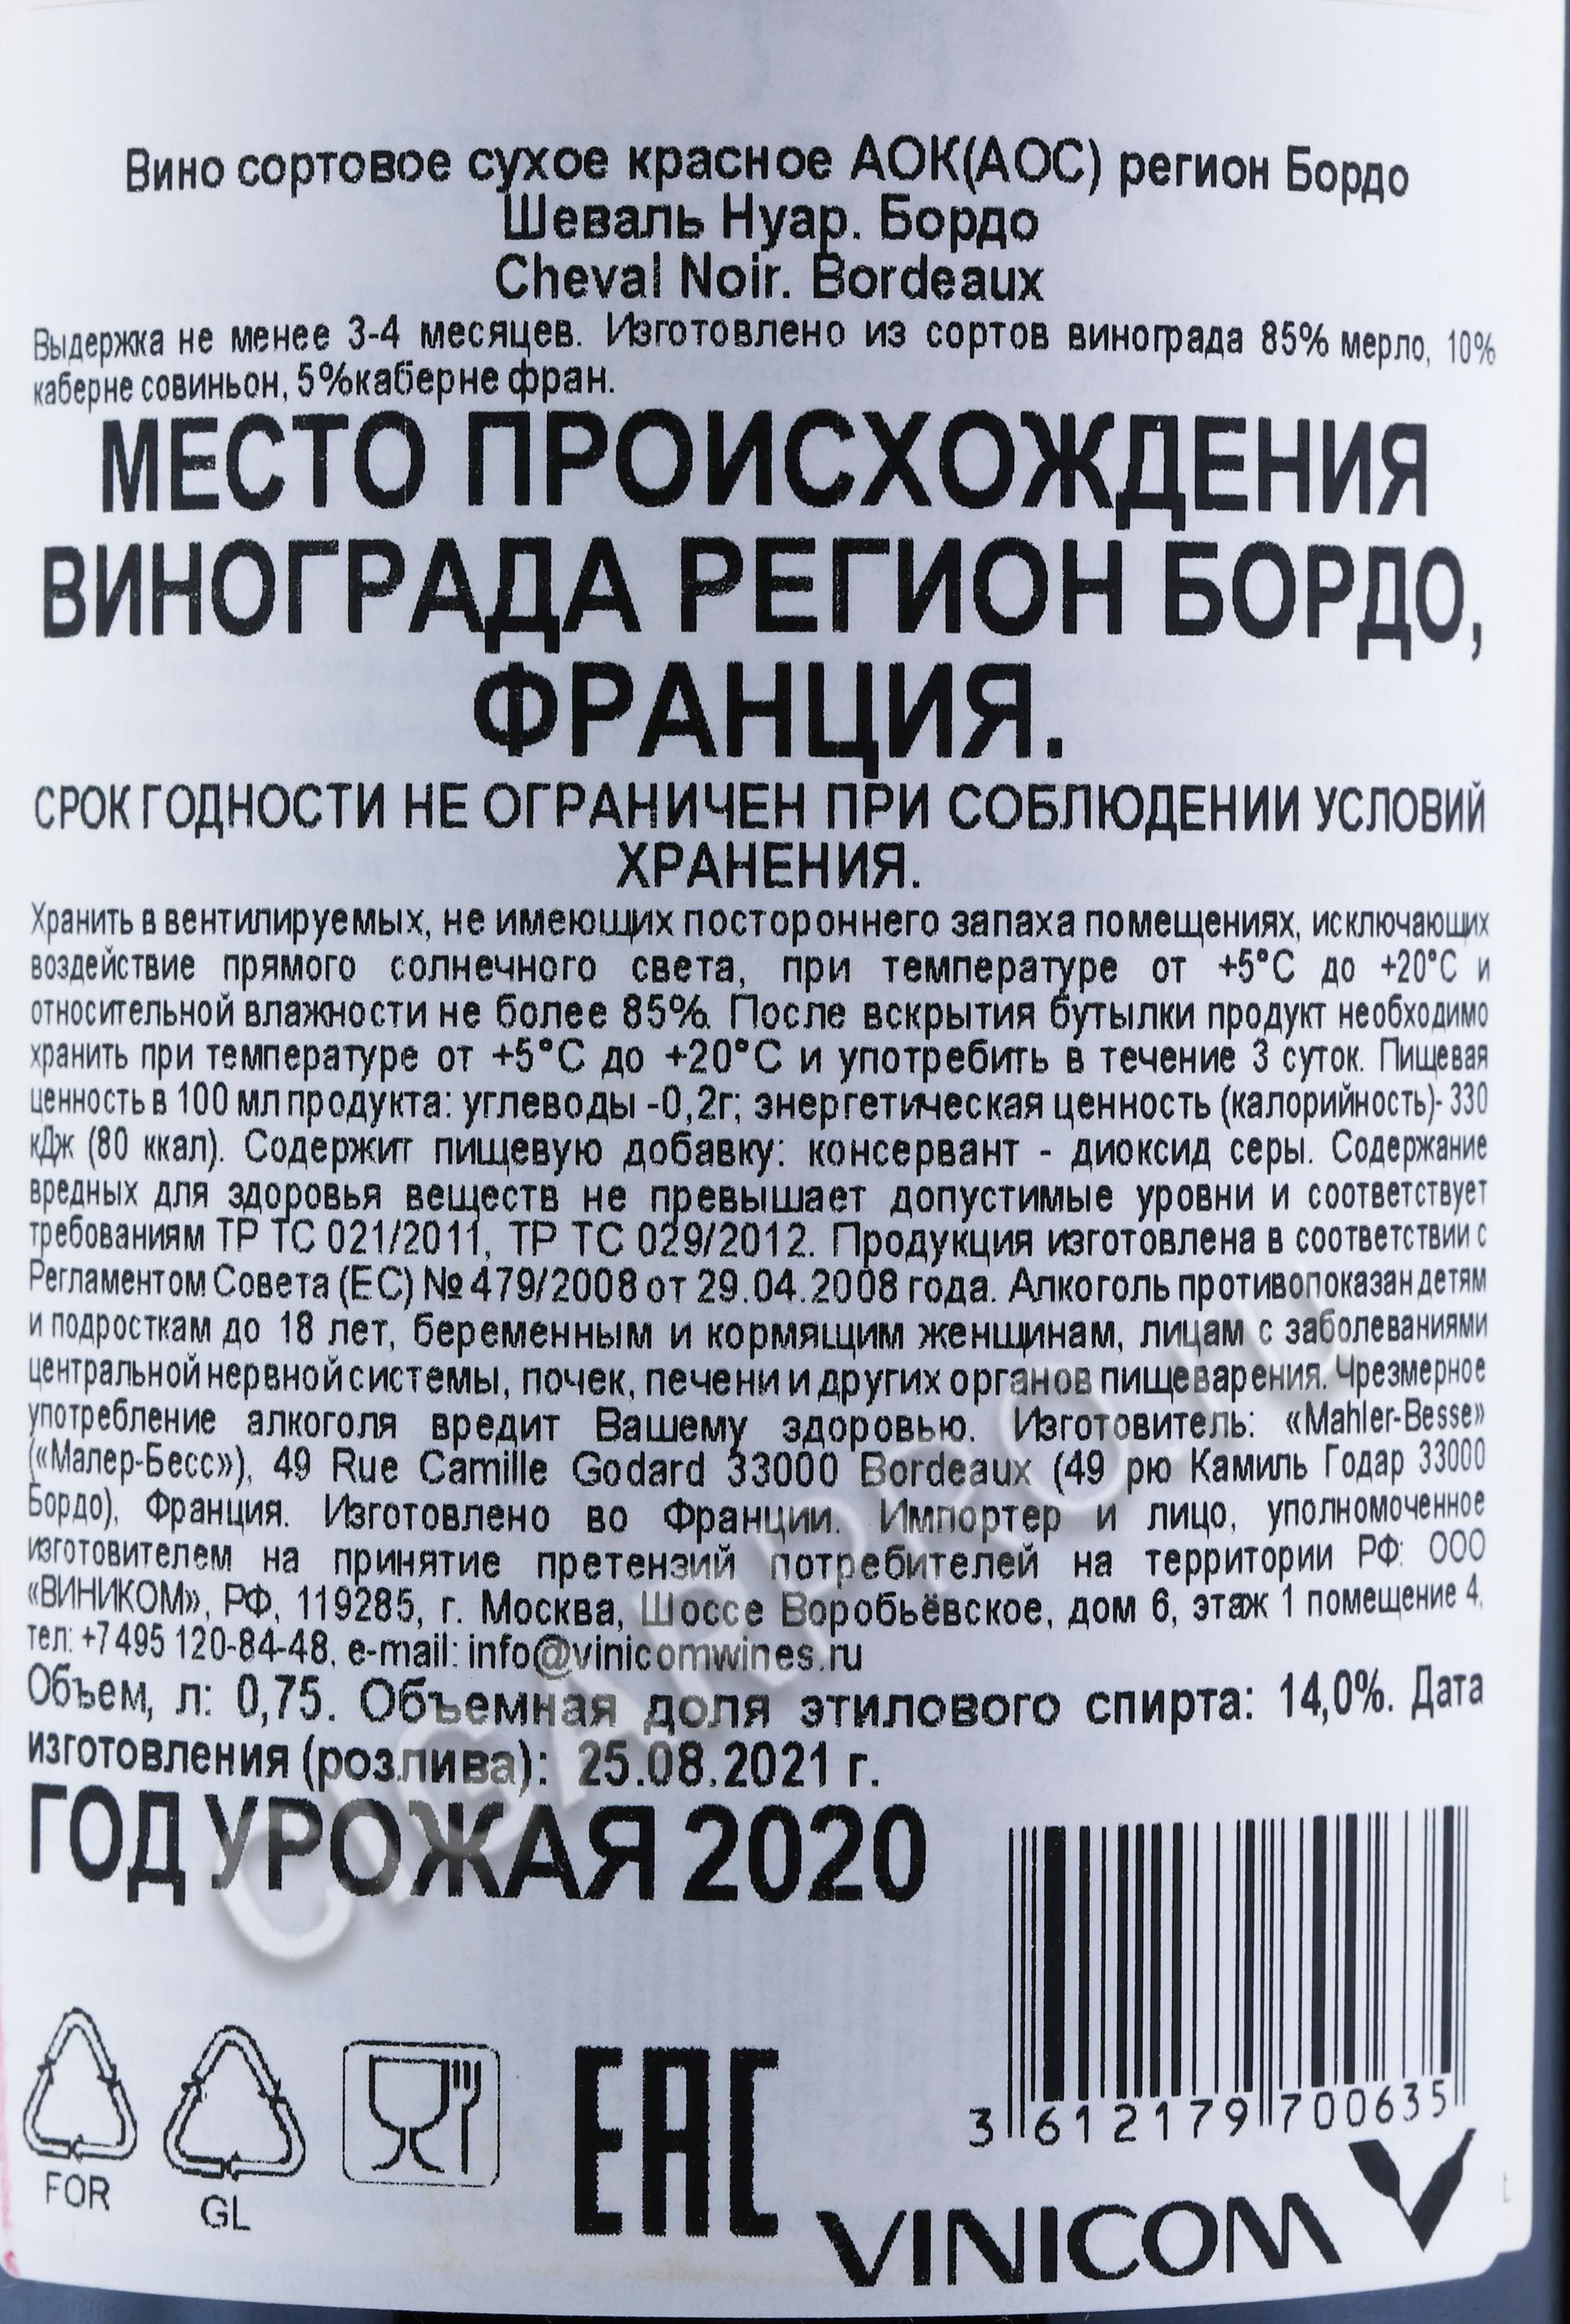 Вино сортовое сухое красное АОК(АОС) регион Бордо
Шеваль Нуар. Бордо
Cheval Noir. Bordeaux
Выдержка не менее 3-4 месяцев. Изготовлено из сортов винограда 85% мерло, 10%
каберне совиньон, 5%каберне фран.
МЕСТО ПРОИСХОЖДЕНИЯ
ВИНОГРАДА РЕГИОН БОРДО,
ФРАНЦИЯ.
СРОК ГОДНОСТИ НЕ ОГРАНИЧЕН ПРИ СОБЛЮДЕНИИ УСЛОВИЙ
ХРАНЕНИЯ.
Хранить в вентилируемых, не имеющих постороннего запаха помещениях, исключающих
воздействие прямого солнечного света, при температуре от +5°С до +20°С и
относительной влажности не более 85%. После вскрытия бутылки продукт необходимо
хранить при температуре от +5°С до +20°С и употребить в течение 3 суток. Пищевая
ценность в 100 мл продукта: углеводы -0,2г; энергетическая ценность (калорийность)- 330
кДж (80 ккал). Содержит пищевую добавку: консервант - диоксид серы. Содержание
вредных для здоровья веществ не превышает допустимые уровни и соответствует
требованиям ТР ТС 021/2011, ТР ТС 029/2012. Продукция изготовлена в соответствии с
Регламентом Совета (ЕС) №479/2008 от 29.04.2008 года. Алкоголь противопоказан детям
и подросткам до 18 лет, беременным и кормящим женщинам, лицам с заболеваниями
центральной нервной системы, почек, печени и других органов пищеварения. Чрезмерное
употребление алкоголя вредит Вашему здоровью. Изготовитель: «Mahler-Besse»
(«Малер-Бесс»), 49 Rue Camille Godard 33000 Bordeaux (49 рю Камиль Годар 33000
Бордо), Франция. Изготовлено во Франции. Импортер и лицо, уполномоченное
изготовителем на принятие претензий потребителей на территории РФ: ООО
«ВИНИКОМ», РФ, 119285, г. Москва, Шоссе Воробьёвское, дом 6, этаж 1 помещение 4,
тел: +7 495 120-84-48, e-mail: info@vinicomwines.ru
Объем, л: 0,75. Объемная доля этилового спирта: 14,0%. Дата
изготовления (розлива): 25.08.2021 г.
ГОД УРОЖАЯ 2020
CIGARPRO.RU
3 612179 700635
FOR
GL
EAC
VINICOM